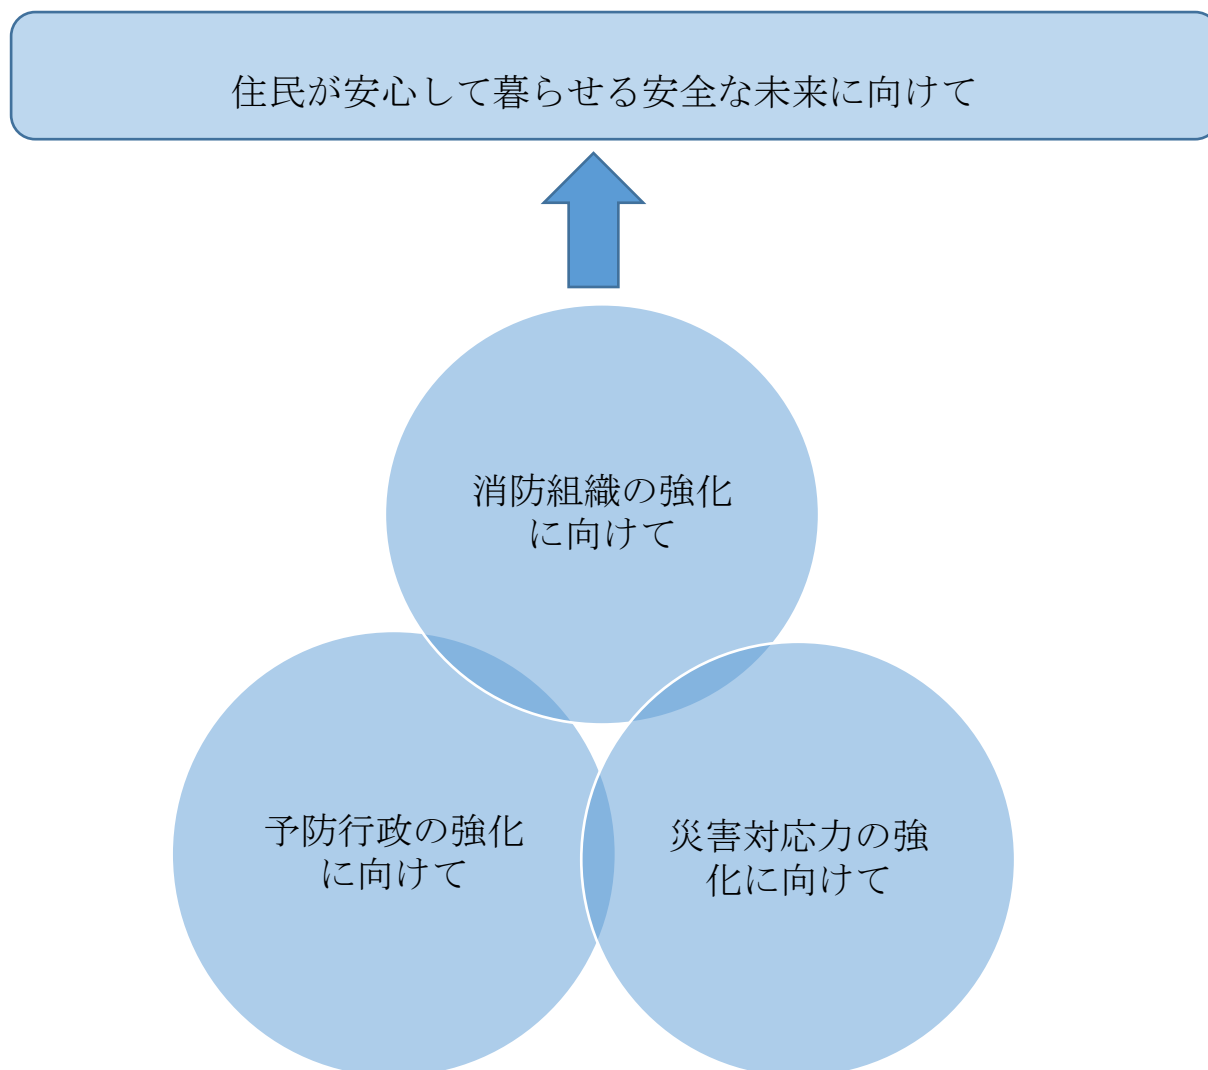 住民が安心して暮らせる安全な未来に向けて
消防組織の強化
に向けて
予防行政の強化
に向けて
災害対応力の強
化に向けて